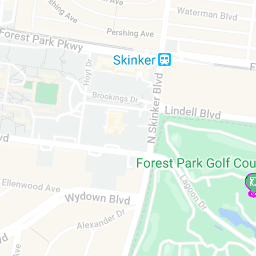 Waterman Blvd
Pershing Ave
Pershing
Forest Park Pkwy
Skinker
Hoyt Dr
Brookings Dr
N Skinker Blvd
Lindell Blvd
Forest Park Golf Cou
Ellenwood Ave
Wydown Blvd
Lagoon Dr
Alexander Dr